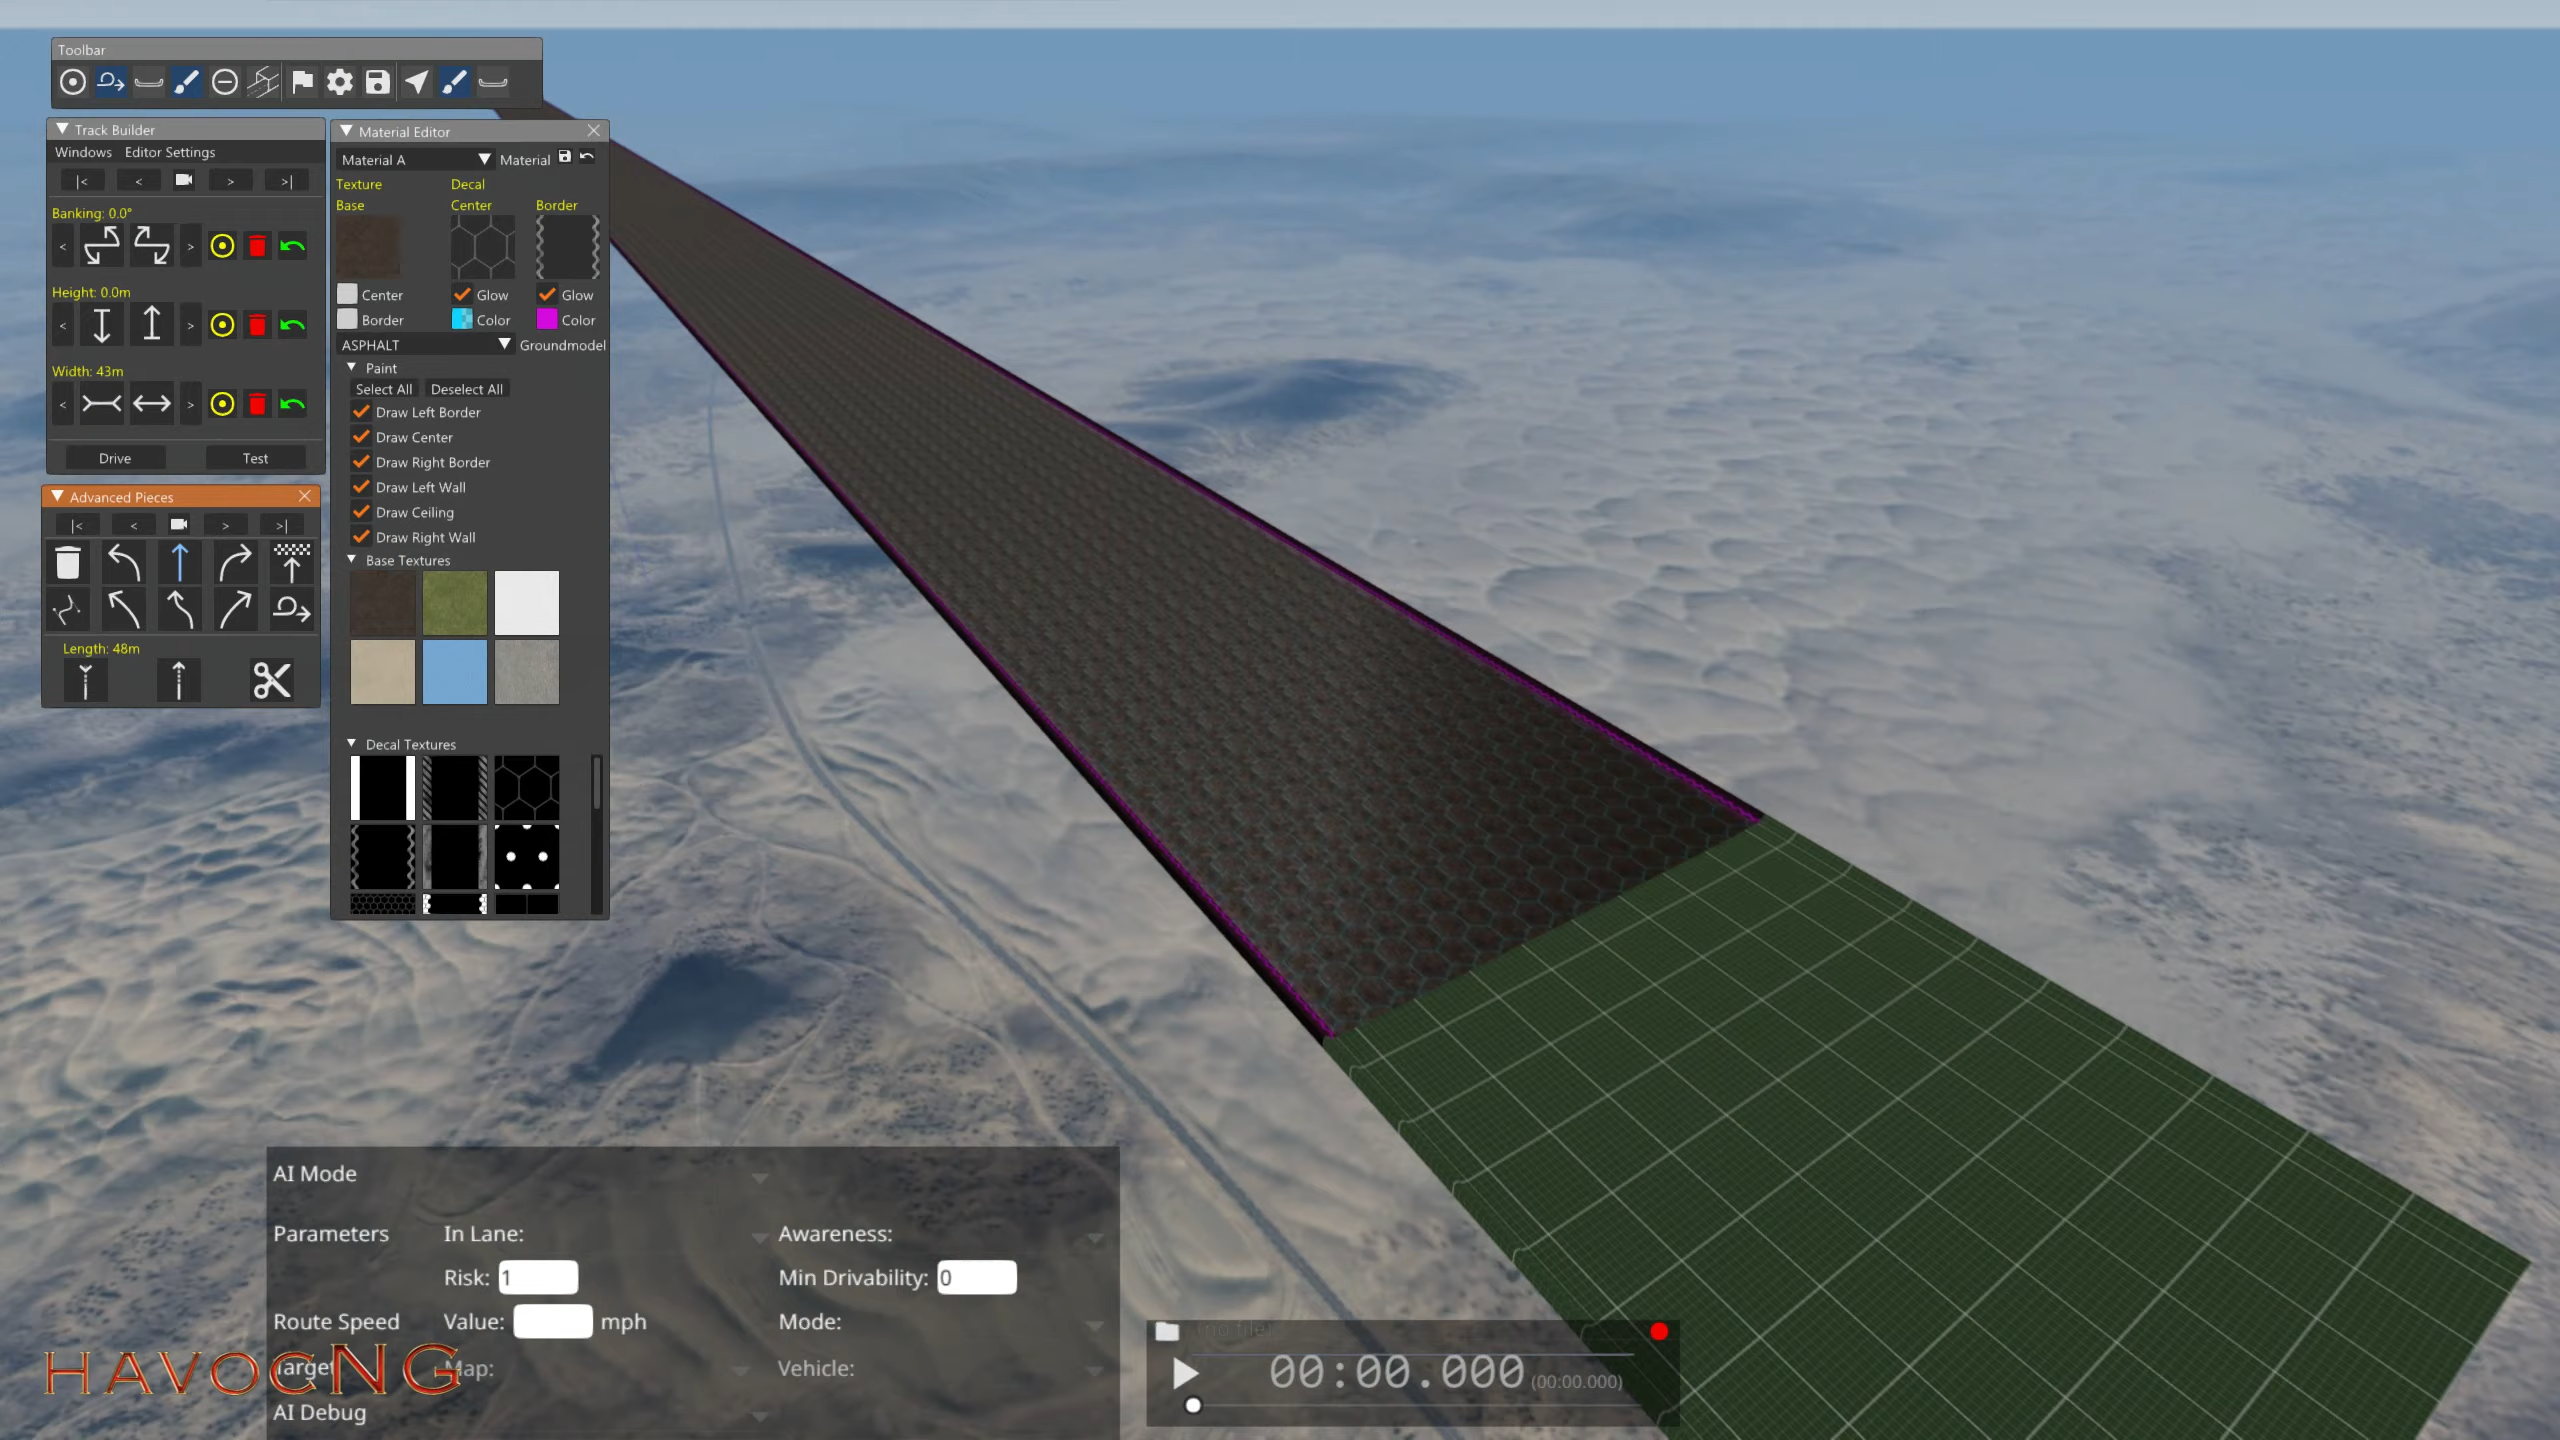 Toolbar
Track Builder
Windows Editor Settings
|< < > >|
Banking: 0.0°
< >
Height: 0.0m
< >
Width: 43m
< >
Drive Test
Advanced Pieces
|< < > >|
Length: 48m
Material Editor
Material A Material
Texture Decal
Base Center Border
Center Glow Glow
Border Color Color
ASPHALT Groundmodel
Paint
Select All Deselect All
Draw Left Border
Draw Center
Draw Right Border
Draw Left Wall
Draw Ceiling
Draw Right Wall
Base Textures
Decal Textures
AI Mode
Parameters In Lane: Awareness:
Risk: 1 Min Drivability: 0
Route Speed Value: mph Mode:
Target Map: Vehicle:
AI Debug
HAVOCNG
(no file)
00:00.000 (00:00.000)